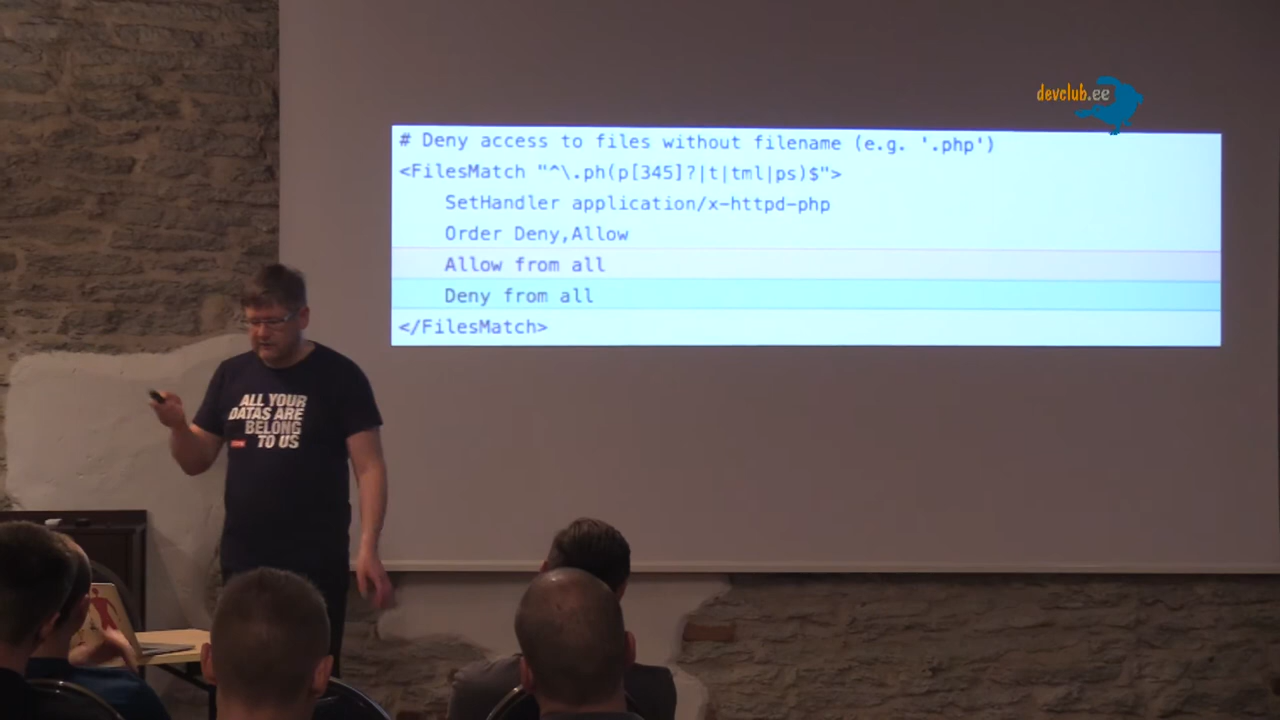 devclub.ee
# Deny access to files without filename (e.g. '.php')
<FilesMatch "^\.ph(p[345]?|t|tml|ps)$">
    SetHandler application/x-httpd-php
    Order Deny,Allow
    Allow from all
    Deny from all
</FilesMatch>
ALL YOUR
DATAS ARE
BELONG
TO US